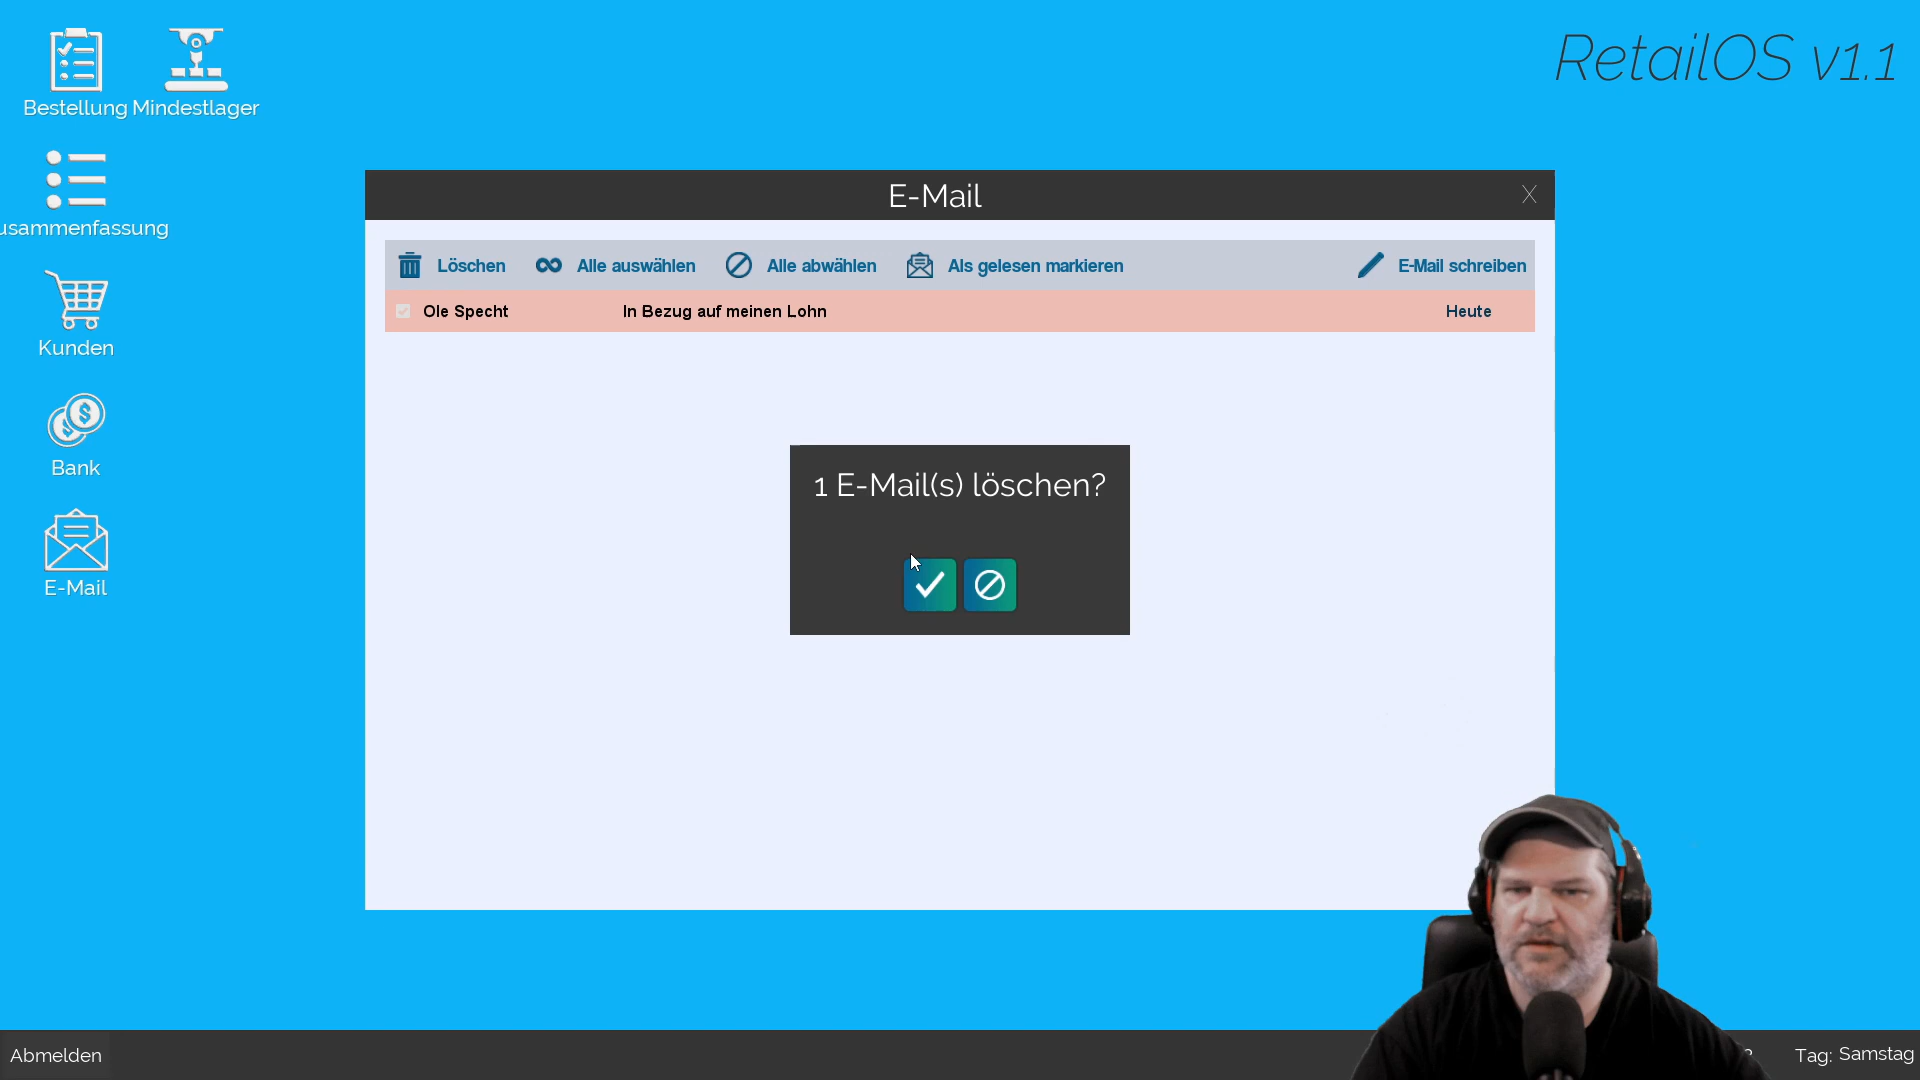 RetailOS v1.1
Bestellung
Mindestlager
usammenfassung
Kunden
Bank
E-Mail
E-Mail X
Löschen Alle auswählen Alle abwählen Als gelesen markieren E-Mail schreiben
Ole Specht In Bezug auf meinen Lohn Heute
1 E-Mail(s) löschen?
Abmelden Tag: Samstag